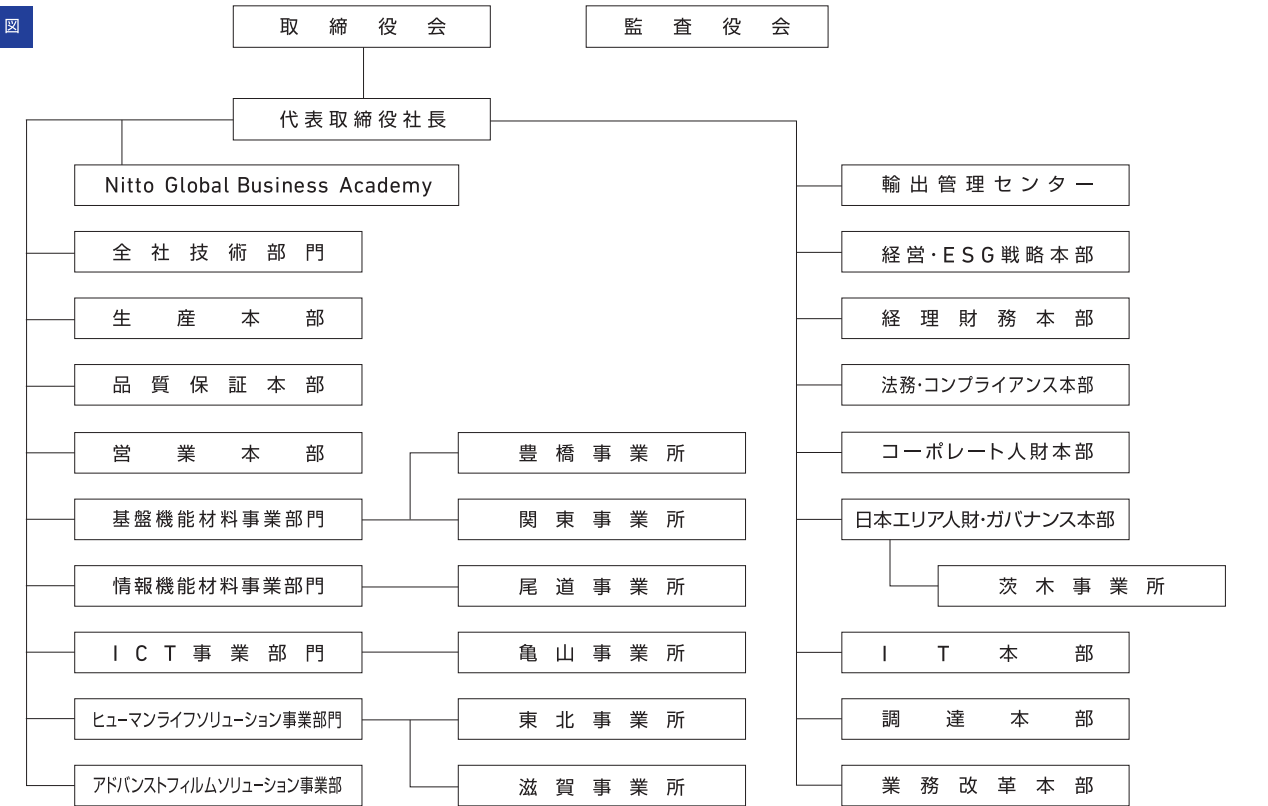 図
取締役会
監査役会
代表取締役社長
Nitto Global Business Academy
全社技術部門
生産本部
品質保証本部
営業本部
基盤機能材料事業部門
情報機能材料事業部門
ICT事業部門
ヒューマンライフソリューション事業部門
アドバンストフィルムソリューション事業部
豊橋事業所
関東事業所
尾道事業所
亀山事業所
東北事業所
滋賀事業所
輸出管理センター
経営・ESG戦略本部
経理財務本部
法務・コンプライアンス本部
コーポレート人財本部
日本エリア人財・ガバナンス本部
茨木事業所
IT本部
調達本部
業務改革本部